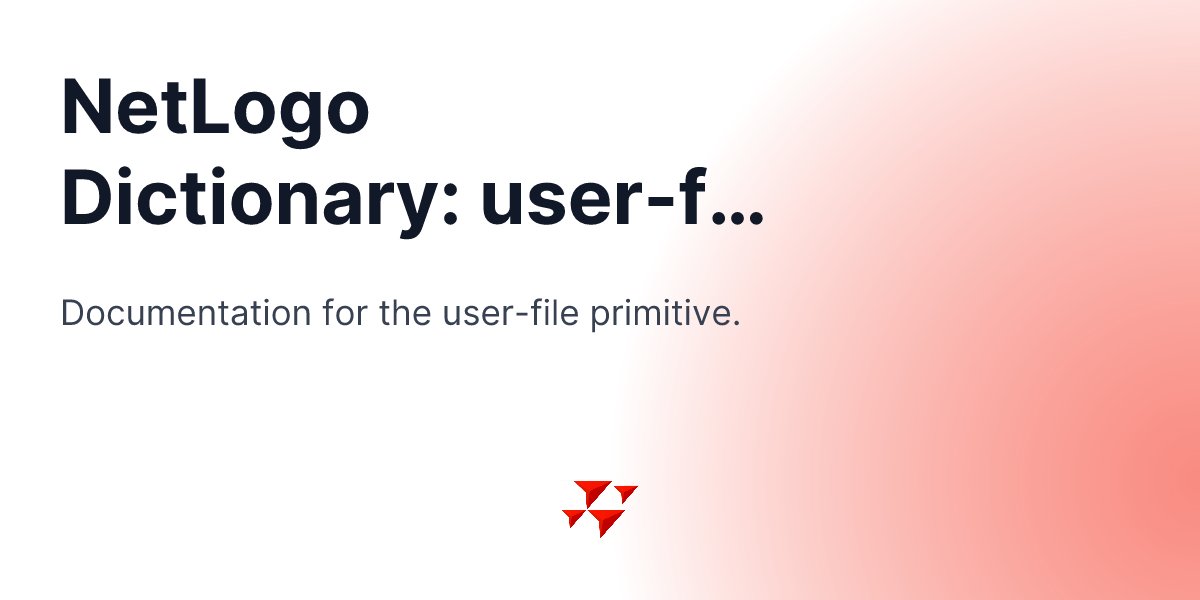 NetLogo
Dictionary: user-f...
Documentation for the user-file primitive.